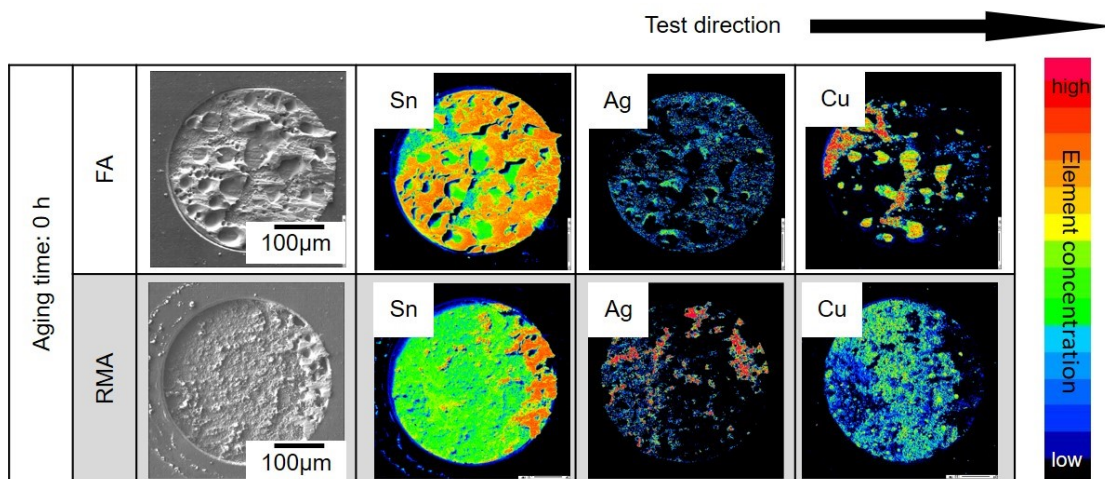 Test direction
Aging time: 0 h
FA
100µm
Sn
Ag
Cu
RMA
100µm
Sn
Ag
Cu
high
Element concentration
low